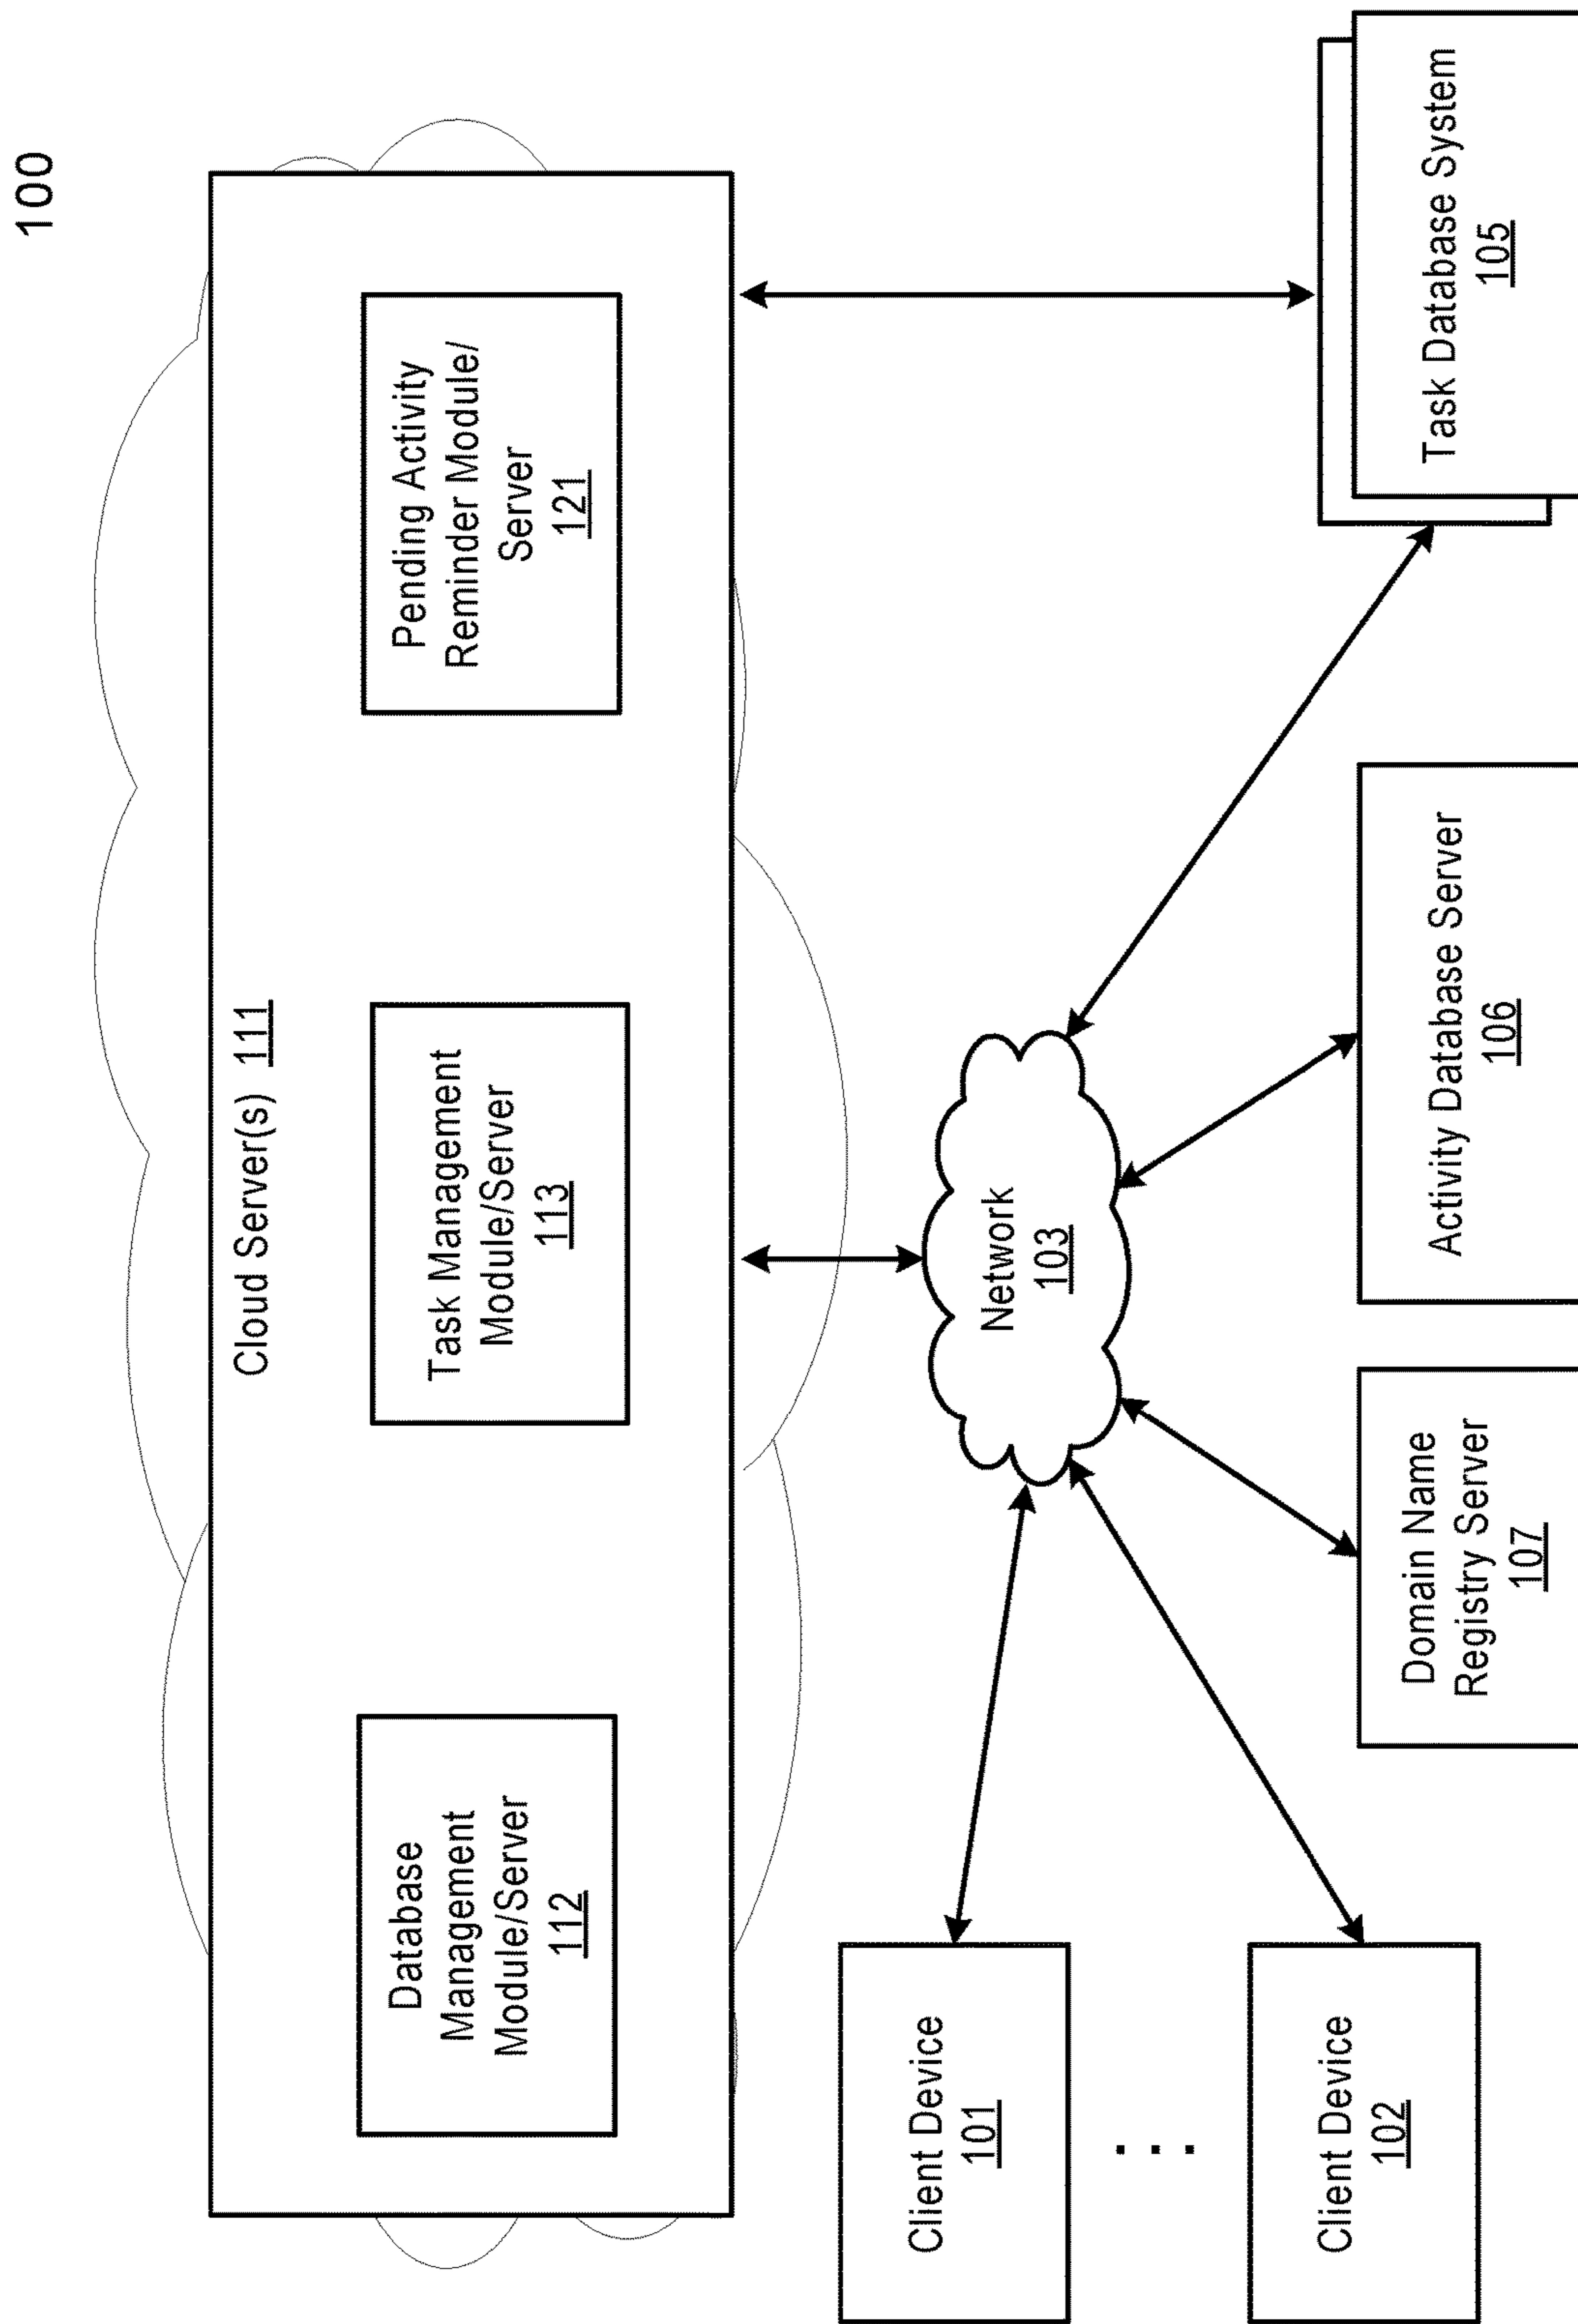 100
Cloud Server(s) 111
Database
Management
Module/Server
112
Task Management
Module/Server
113
Pending Activity
Reminder Module/
Server
121
Client Device
101
. . .
Client Device
102
Network
103
Domain Name
Registry Server
107
Activity Database Server
106
Task Database System
105